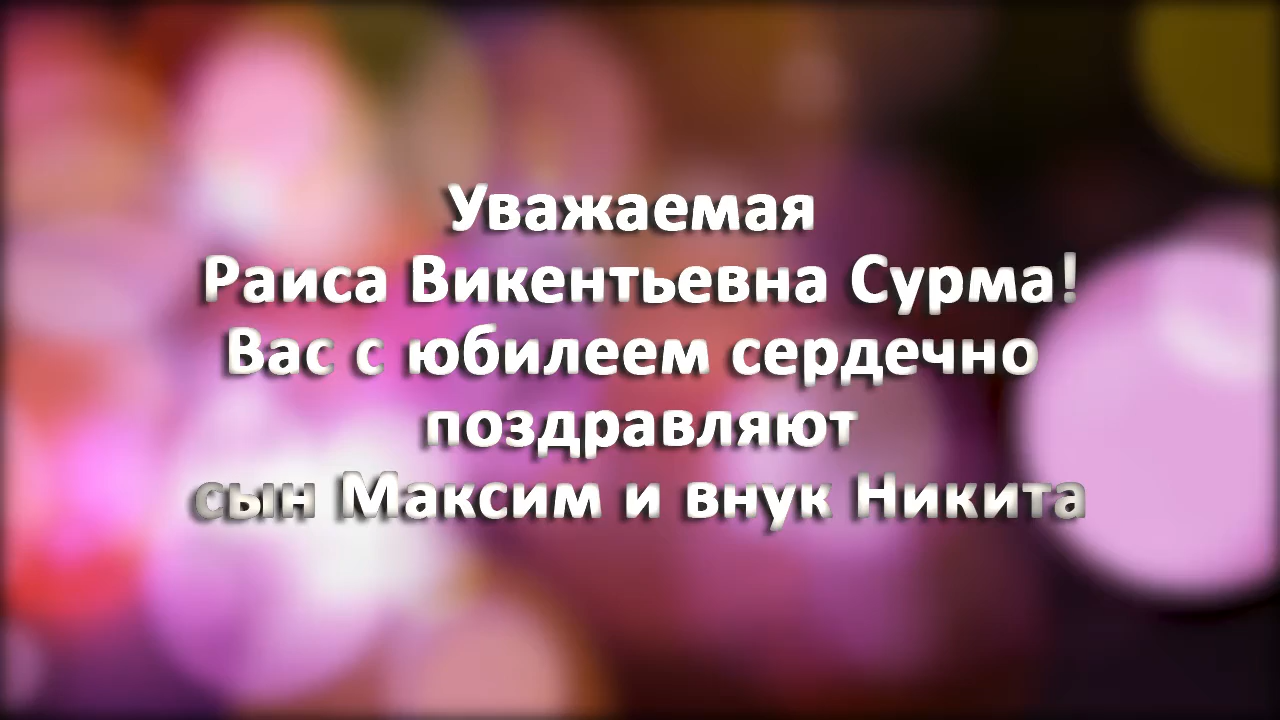 Уважаемая
Раиса Викентьевна Сурма!
Вас с юбилеем сердечно
поздравляют
сын Максим и внук Никита